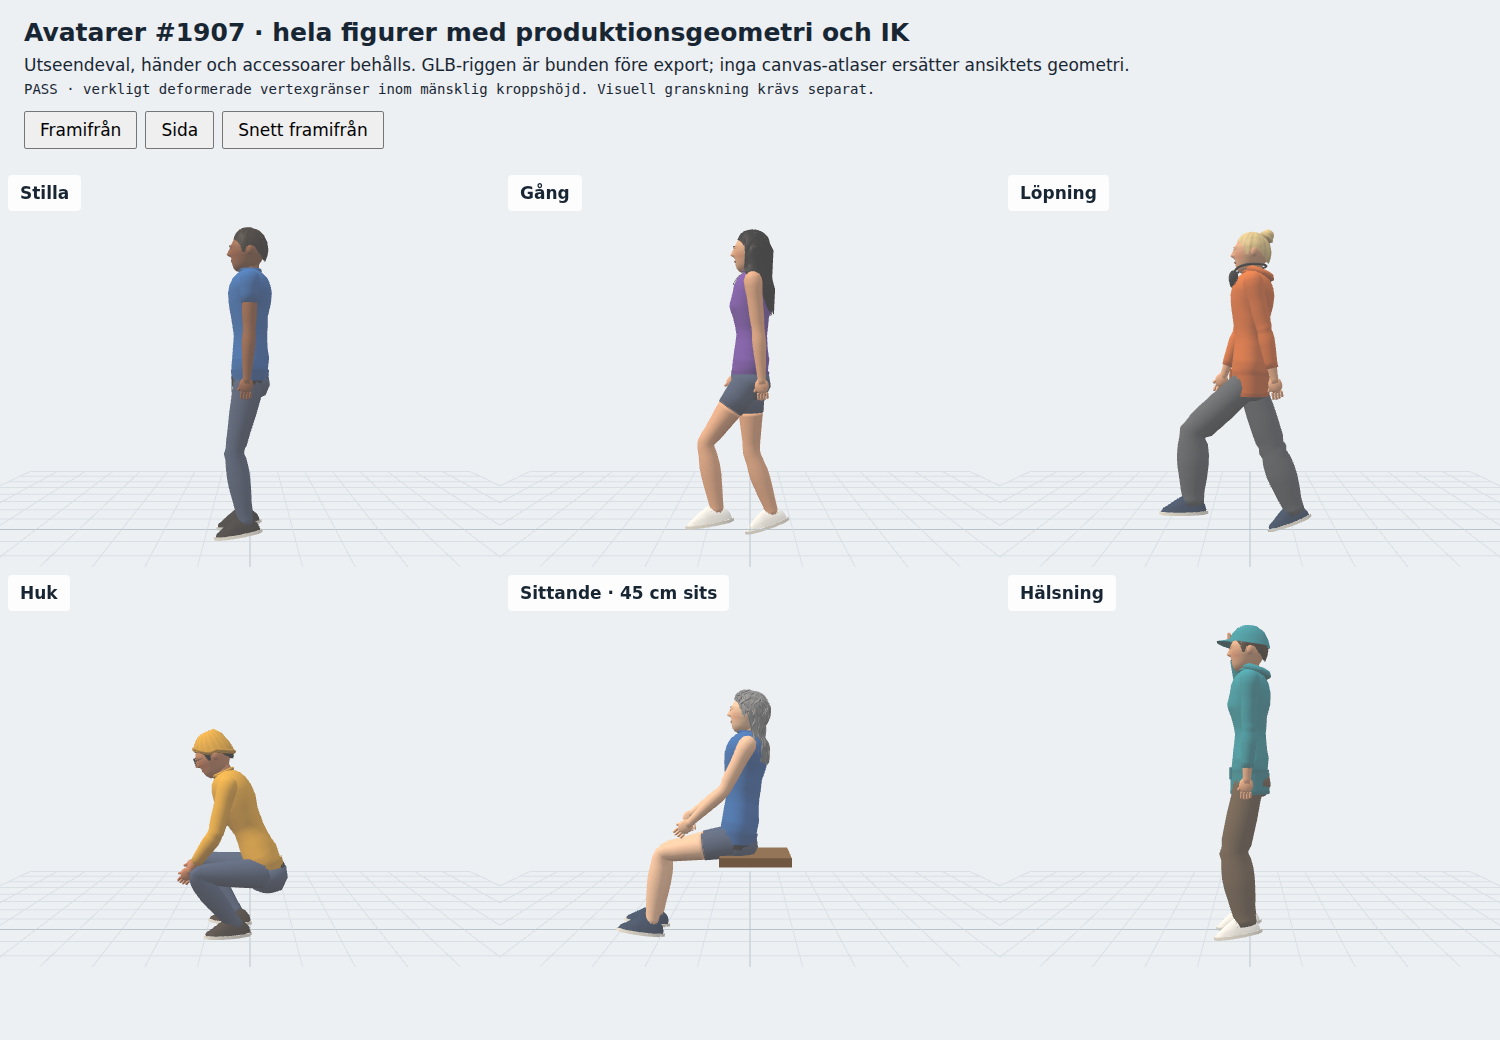 Avatarer #1907 · hela figurer med produktionsgeometri och IK
Utseendeval, händer och accessoarer behålls. GLB-riggen är bunden före export; inga canvas-atlaser ersätter ansiktets geometri.
PASS · verkligt deformerade vertexgränser inom mänsklig kroppshöjd. Visuell granskning krävs separat.
Framifrån Sida Snett framifrån
Stilla Gång Löpning
Huk Sittande · 45 cm sits Hälsning